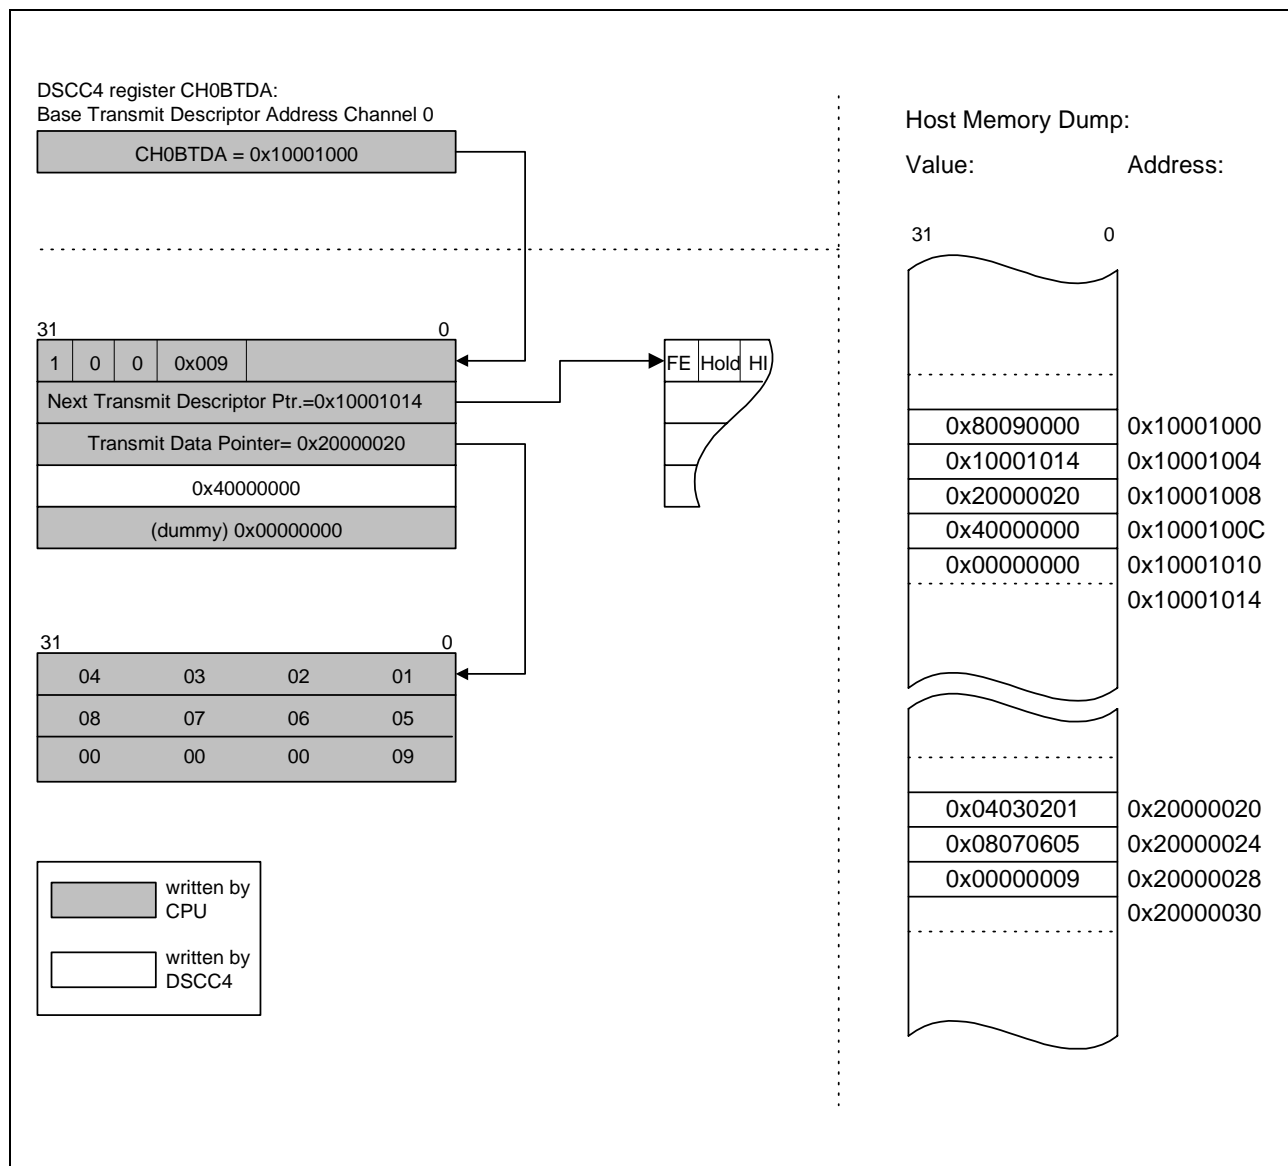 DSCC4 register CH0BTDA:
Base Transmit Descriptor Address Channel 0
CH0BTDA = 0x10001000
31 0
1 0 0 0x009
Next Transmit Descriptor Ptr.=0x10001014
Transmit Data Pointer= 0x20000020
0x40000000
(dummy) 0x00000000
FE Hold HI
31 0
04 03 02 01
08 07 06 05
00 00 00 09
written by
CPU
written by
DSCC4
Host Memory Dump:
Value: Address:
31 0
0x80090000 0x10001000
0x10001014 0x10001004
0x20000020 0x10001008
0x40000000 0x1000100C
0x00000000 0x10001010
0x10001014
0x04030201 0x20000020
0x08070605 0x20000024
0x00000009 0x20000028
0x20000030